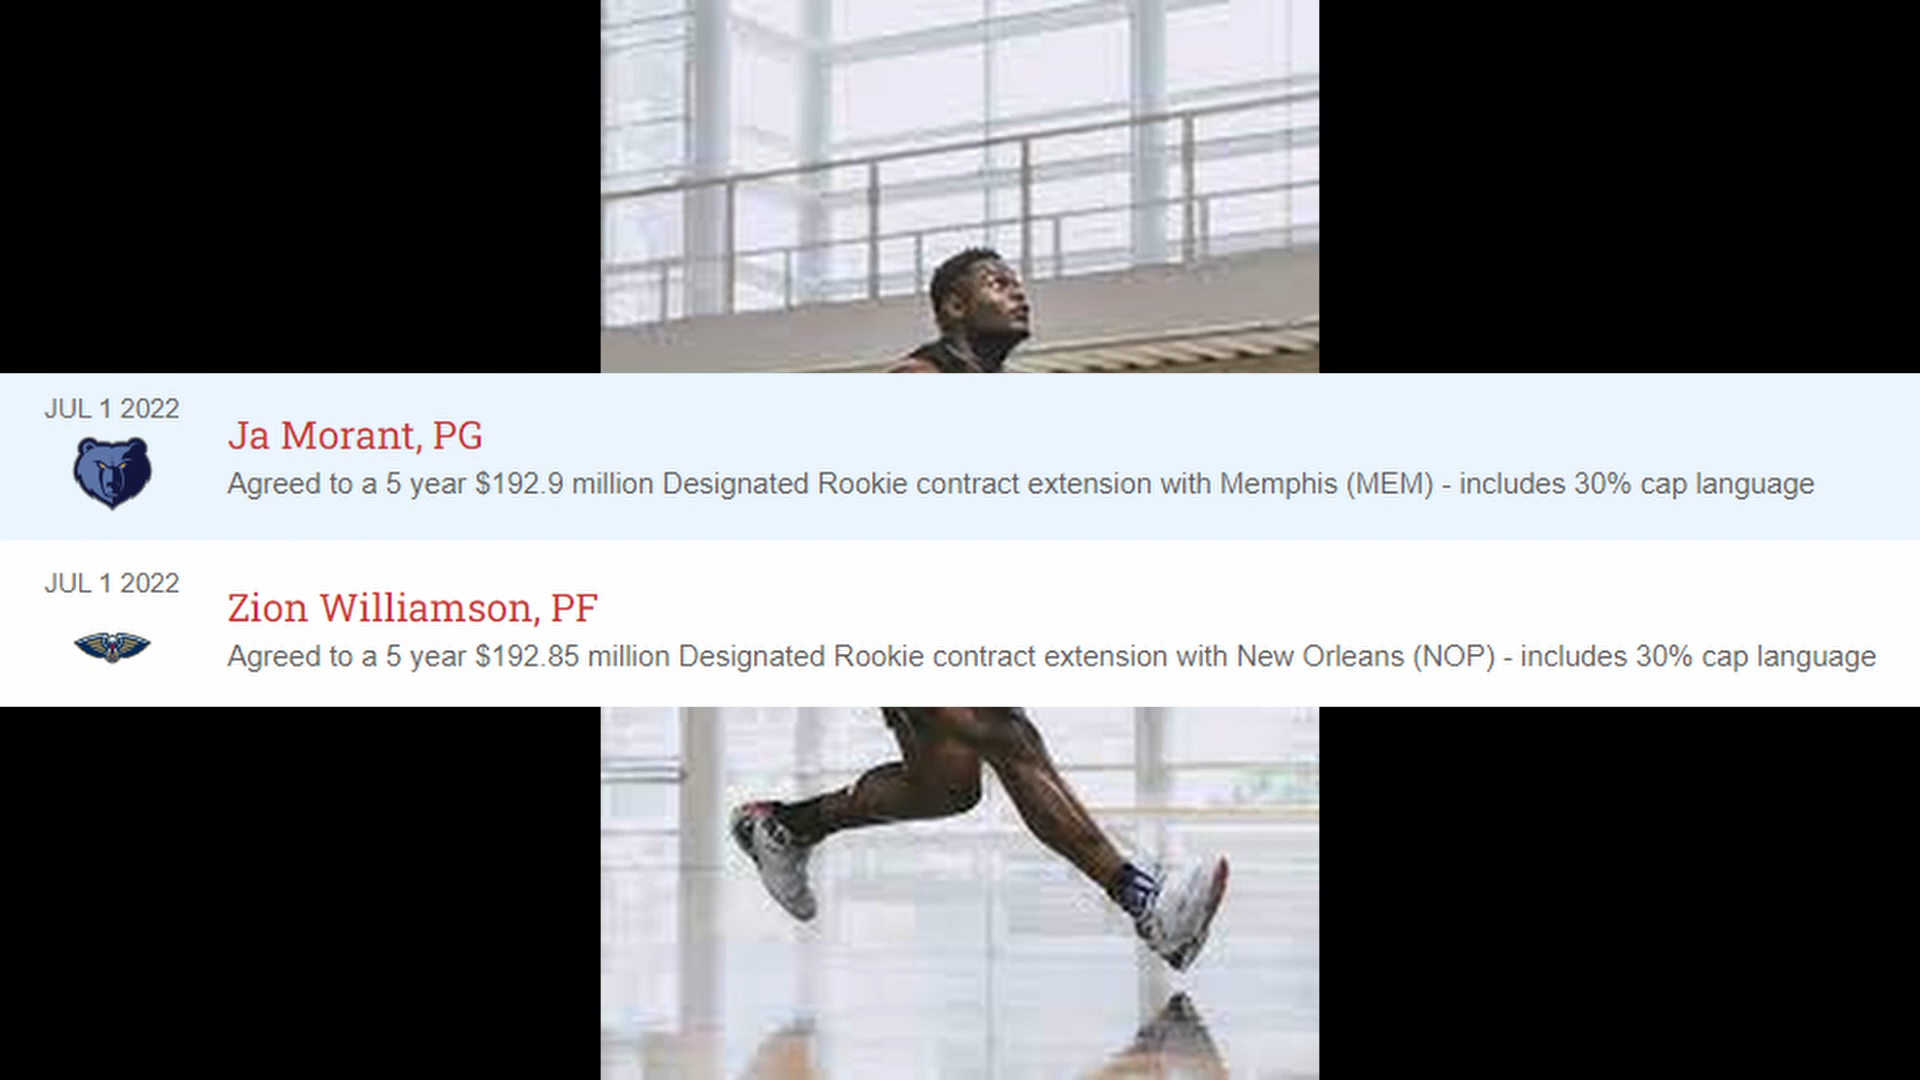 JUL 1 2022
Ja Morant, PG
Agreed to a 5 year $192.9 million Designated Rookie contract extension with Memphis (MEM) - includes 30% cap language
JUL 1 2022
Zion Williamson, PF
Agreed to a 5 year $192.85 million Designated Rookie contract extension with New Orleans (NOP) - includes 30% cap language